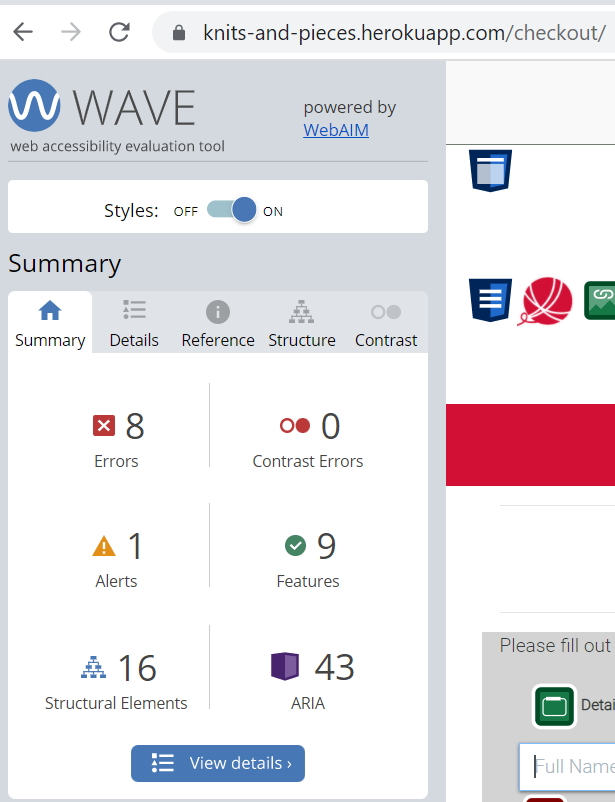 knits-and-pieces.herokuapp.com/checkout/
WAVE
web accessibility evaluation tool
powered by
WebAIM
Styles: OFF ON
Summary
Summary Details Reference Structure Contrast
8 0
Errors Contrast Errors
1 9
Alerts Features
16 43
Structural Elements ARIA
View details ›
Please fill out
Detai
Full Name